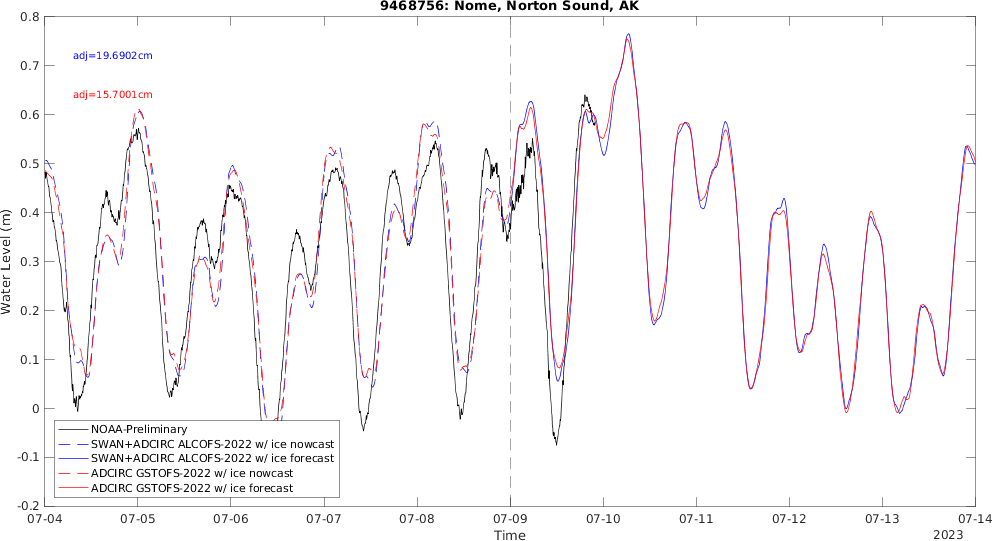 9468756: Nome, Norton Sound, AK
adj=19.6902cm
adj=15.7001cm
Water Level (m)
0.8
0.7
0.6
0.5
0.4
0.3
0.2
0.1
0
-0.1
-0.2
NOAA-Preliminary
SWAN+ADCIRC ALCOFS-2022 w/ ice nowcast
SWAN+ADCIRC ALCOFS-2022 w/ ice forecast
ADCIRC GSTOFS-2022 w/ ice nowcast
ADCIRC GSTOFS-2022 w/ ice forecast
07-04 07-05 07-06 07-07 07-08 07-09 07-10 07-11 07-12 07-13 07-14
Time
2023